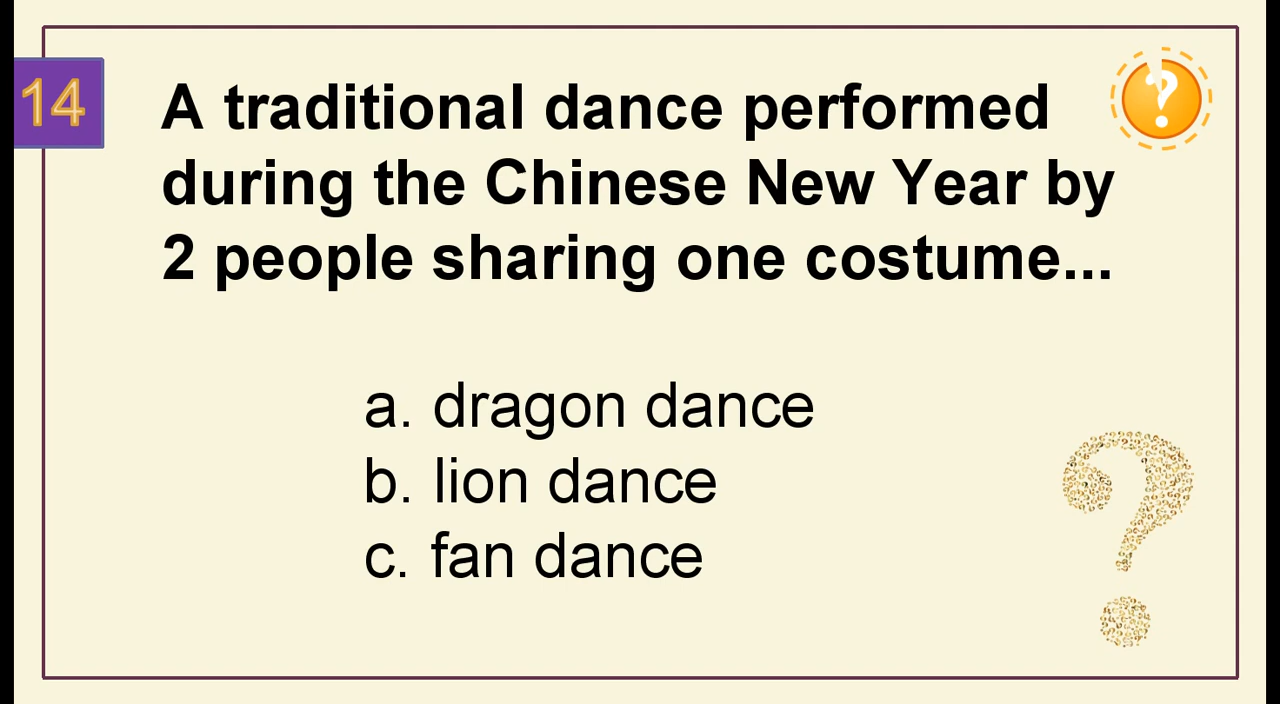 14
A traditional dance performed
during the Chinese New Year by
2 people sharing one costume...
a. dragon dance
b. lion dance
c. fan dance